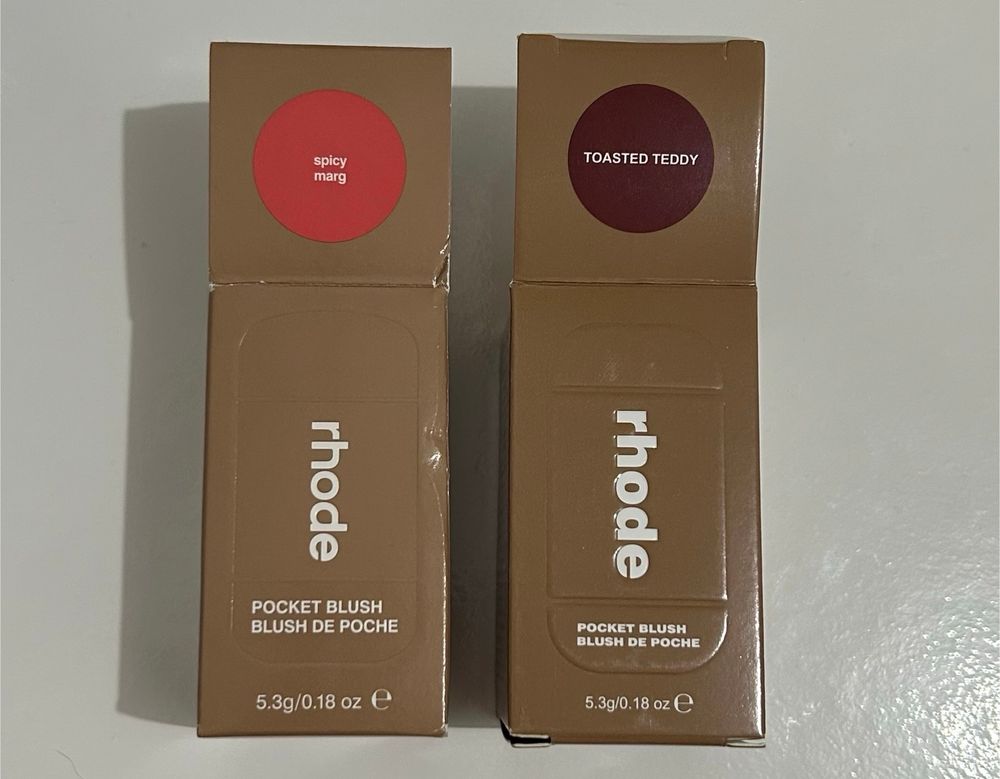 spicy
marg
rhode
POCKET BLUSH
BLUSH DE POCHE
5.3g/0.18 oz ℮
TOASTED TEDDY
rhode
POCKET BLUSH
BLUSH DE POCHE
5.3g/0.18 oz ℮